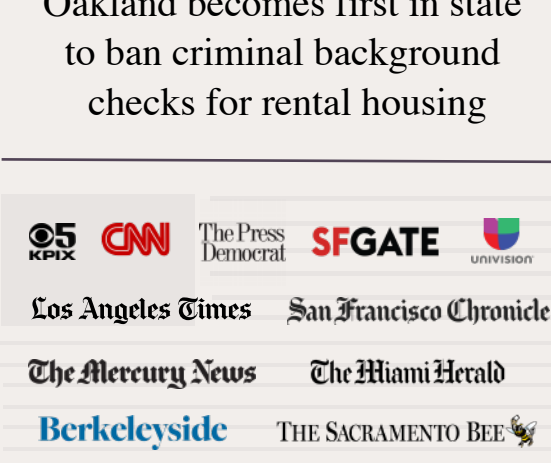 Oakland becomes first in state
to ban criminal background
checks for rental housing
5 CNN The Press SFGATE
KPIX Democrat UNIVISION
Los Angeles Times San Francisco Chronicle
The Mercury News The Miami Herald
Berkeleyside THE SACRAMENTO BEE